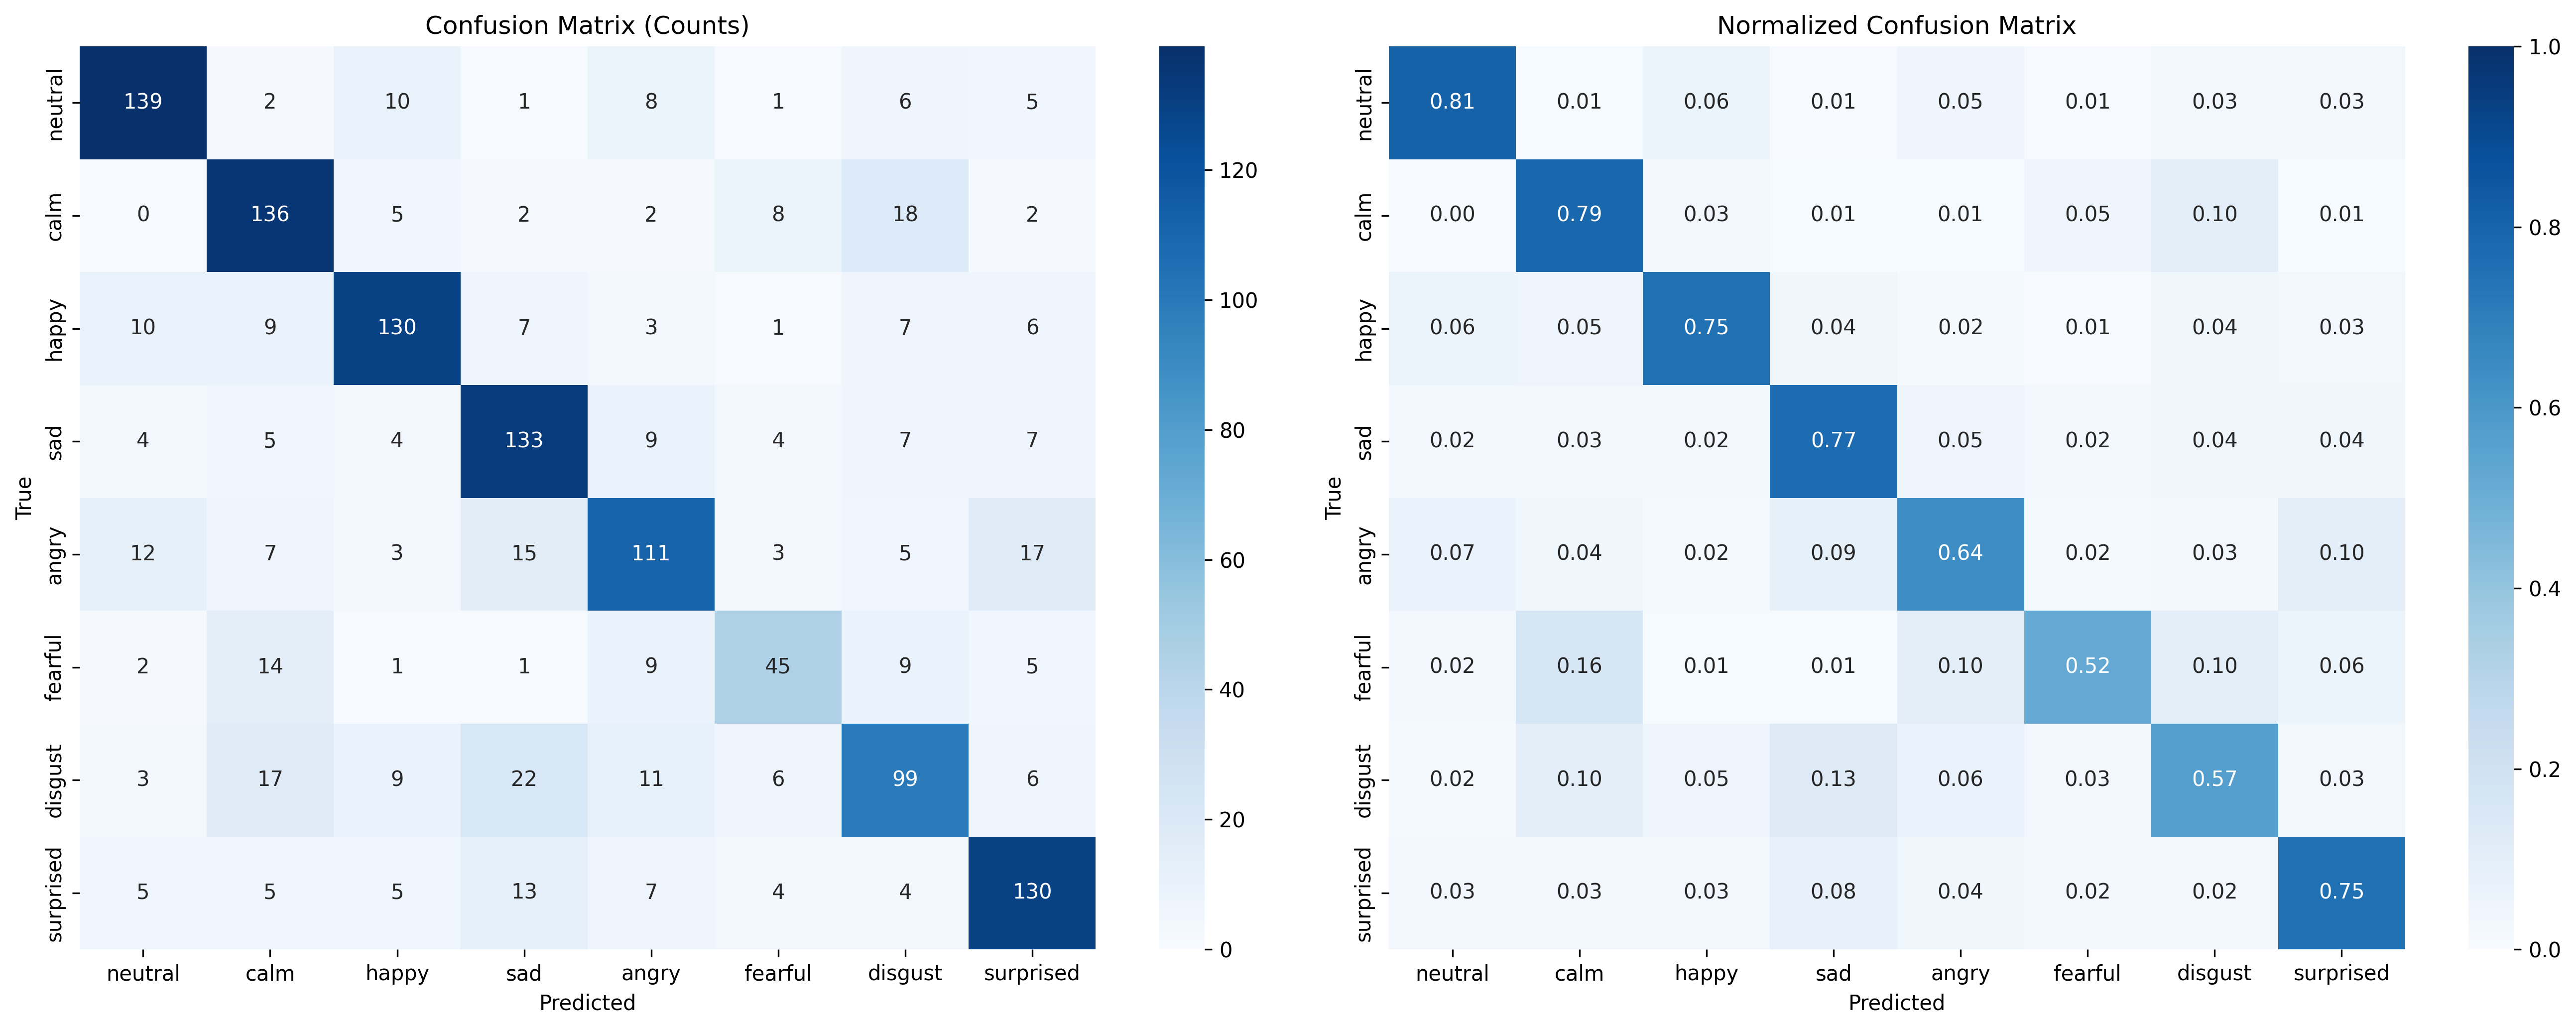 Confusion Matrix (Counts)
True
neutral 139 2 10 1 8 1 6 5
calm 0 136 5 2 2 8 18 2
happy 10 9 130 7 3 1 7 6
sad 4 5 4 133 9 4 7 7
angry 12 7 3 15 111 3 5 17
fearful 2 14 1 1 9 45 9 5
disgust 3 17 9 22 11 6 99 6
surprised 5 5 5 13 7 4 4 130
neutral calm happy sad angry fearful disgust surprised
Predicted
120
100
80
60
40
20
0
Normalized Confusion Matrix
True
neutral 0.81 0.01 0.06 0.01 0.05 0.01 0.03 0.03
calm 0.00 0.79 0.03 0.01 0.01 0.05 0.10 0.01
happy 0.06 0.05 0.75 0.04 0.02 0.01 0.04 0.03
sad 0.02 0.03 0.02 0.77 0.05 0.02 0.04 0.04
angry 0.07 0.04 0.02 0.09 0.64 0.02 0.03 0.10
fearful 0.02 0.16 0.01 0.01 0.10 0.52 0.10 0.06
disgust 0.02 0.10 0.05 0.13 0.06 0.03 0.57 0.03
surprised 0.03 0.03 0.03 0.08 0.04 0.02 0.02 0.75
neutral calm happy sad angry fearful disgust surprised
Predicted
1.0
0.8
0.6
0.4
0.2
0.0